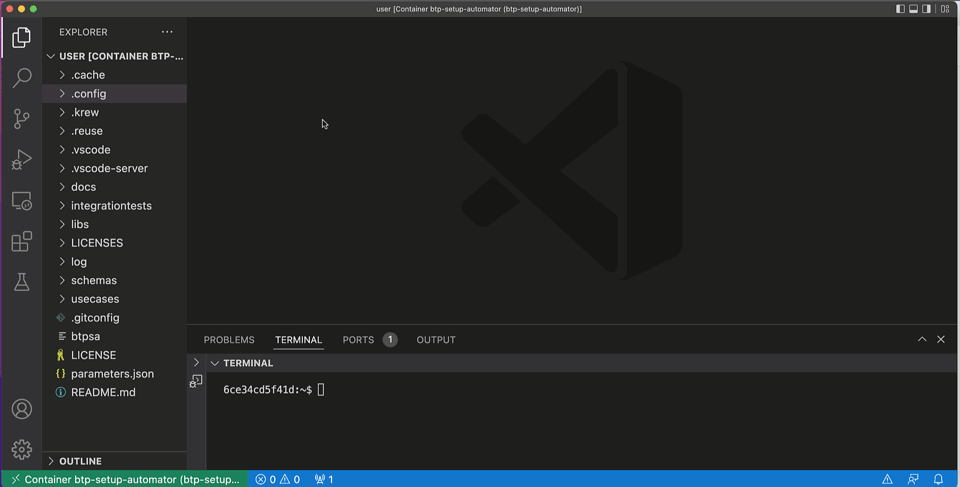 user [Container btp-setup-automator (btp-setup-automator)]
EXPLORER
USER [CONTAINER BTP-...
.cache
.config
.krew
.reuse
.vscode
.vscode-server
docs
integrationtests
libs
LICENSES
log
schemas
usecases
.gitconfig
btpsa
LICENSE
parameters.json
README.md
OUTLINE
PROBLEMS TERMINAL PORTS 1 OUTPUT
TERMINAL
6ce34cd5f41d:~$
Container btp-setup-automator (btp-setup... 0 0 1